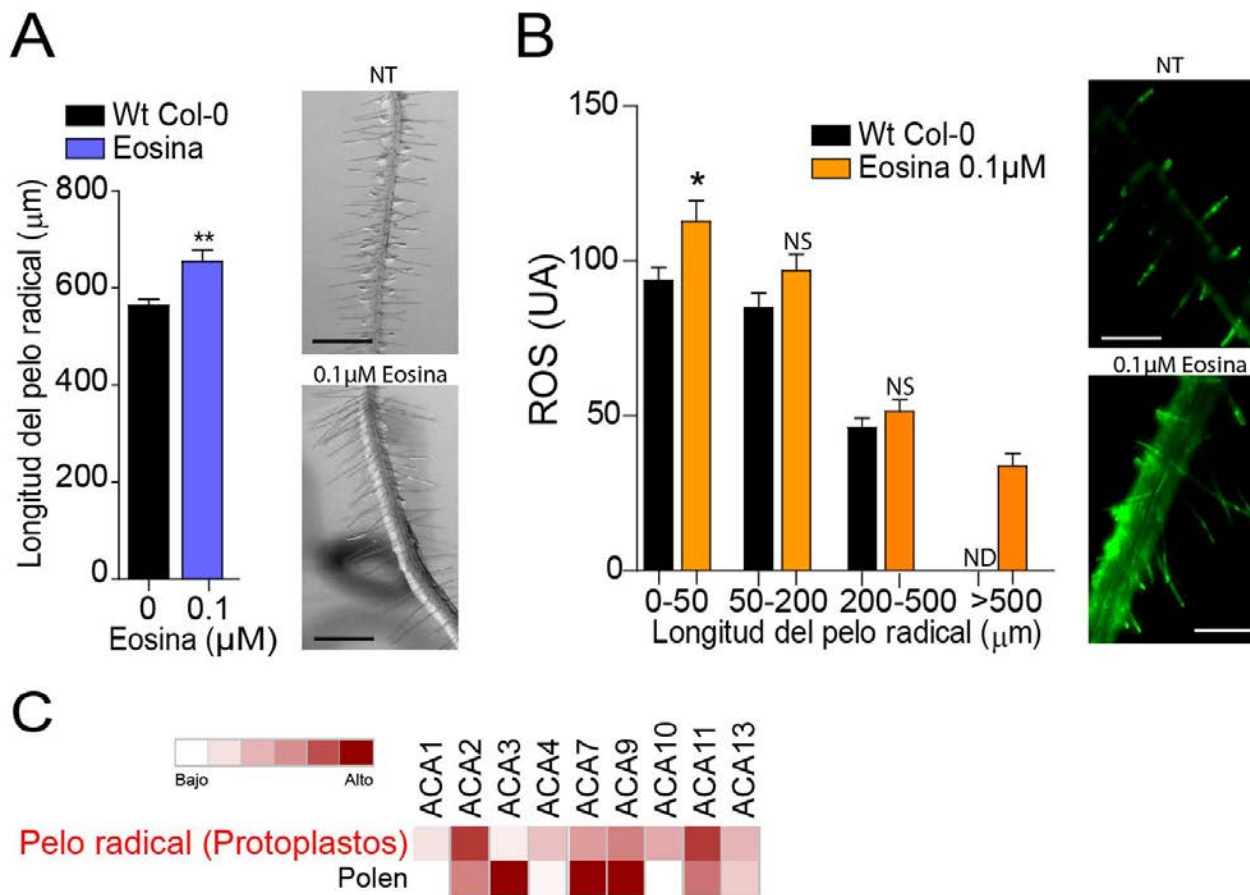 A
Wt Col-0
Eosina
Longitud del pelo radical (μm)
800
600
400
200
0
**
0
0.1
Eosina (μM)
NT
0.1μM Eosina
B
Wt Col-0
Eosina 0.1μM
ROS (UA)
150
100
50
0
*
NS
NS
ND
0-50
50-200
200-500
>500
Longitud del pelo radical (μm)
NT
0.1μM Eosina
C
Bajo
Alto
ACA1
ACA2
ACA3
ACA4
ACA7
ACA9
ACA10
ACA11
ACA13
Pelo radical (Protoplastos)
Polen